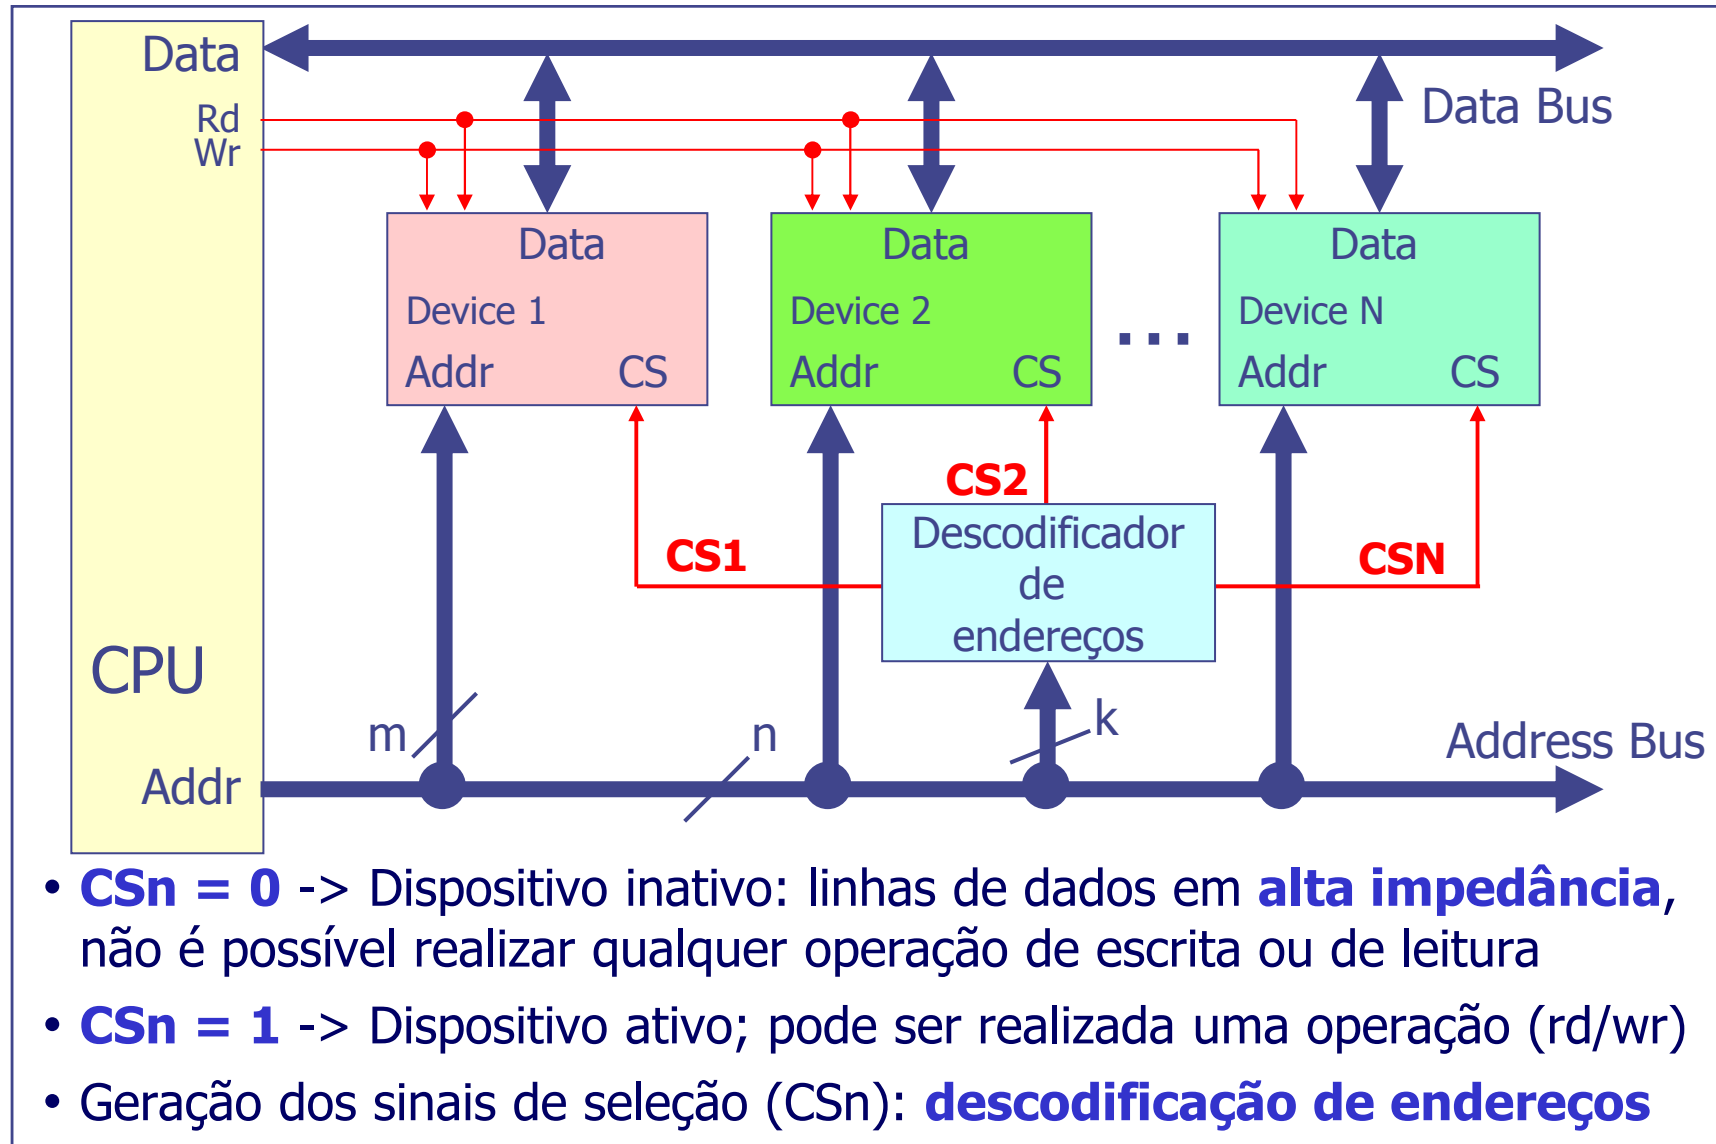 Data
Rd
Wr
Data Bus
Data
Data
Data
Device 1
Device 2
Device N
...
Addr CS
Addr CS
Addr CS
CS2
CS1
Descodificador
de
endereços
CSN
CPU
m
n
k
Address Bus
Addr
• CSn = 0 -> Dispositivo inativo: linhas de dados em alta impedância,
não é possível realizar qualquer operação de escrita ou de leitura
• CSn = 1 -> Dispositivo ativo; pode ser realizada uma operação (rd/wr)
• Geração dos sinais de seleção (CSn): descodificação de endereços